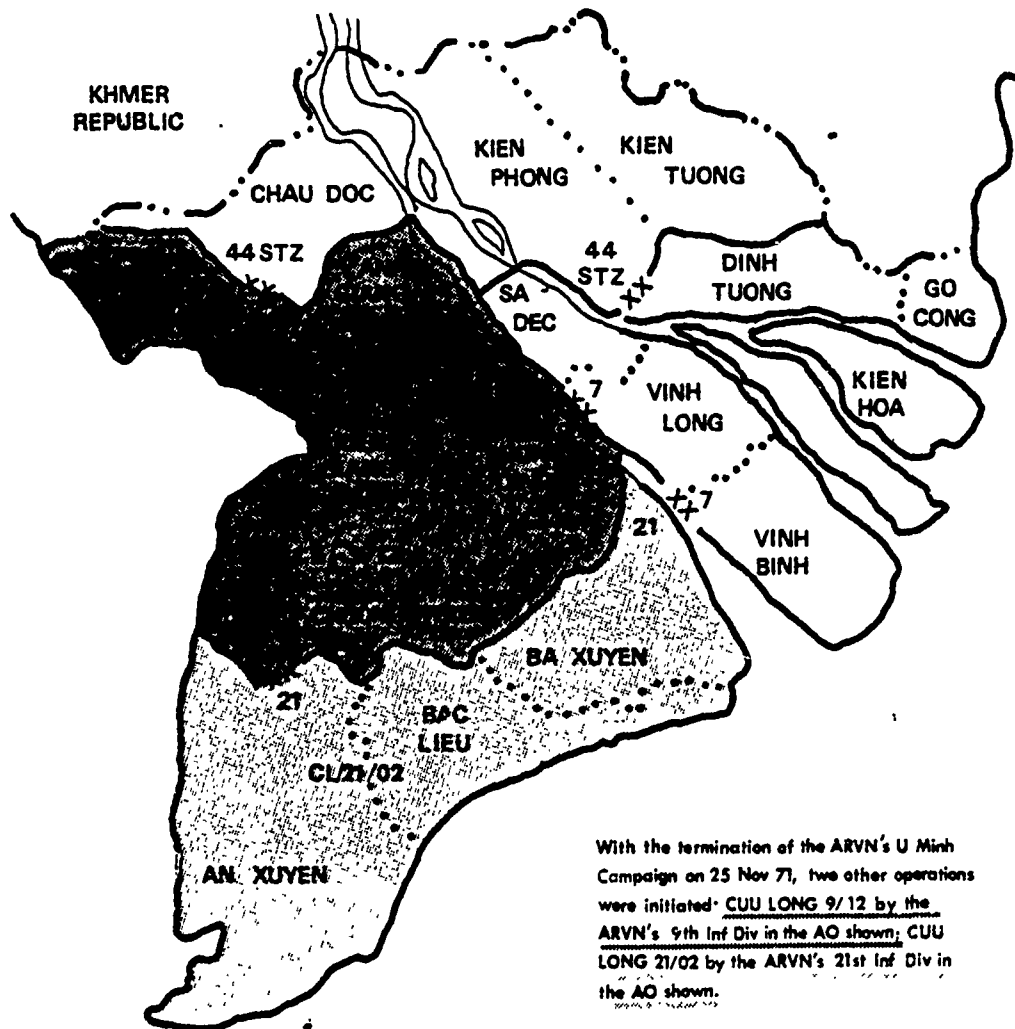 KHMER
REPUBLIC
KIEN
PHONG
KIEN
TUONG
CHAU DOC
44 STZ
XX
44
STZ
XX
DINH
TUONG
GO
CONG
SA
DEC
KIEN
HOA
XX 7
VINH
LONG
XX 7
21
VINH
BINH
BA XUYEN
21
BAC
LIEU
CL/21/02
AN XUYEN
With the termination of the ARVN's U Minh
Campaign on 25 Nov 71, two other operations
were initiated· CUU LONG 9/12 by the
ARVN's 9th Inf Div in the AO shown; CUU
LONG 21/02 by the ARVN's 21st Inf Div in
the AO shown.